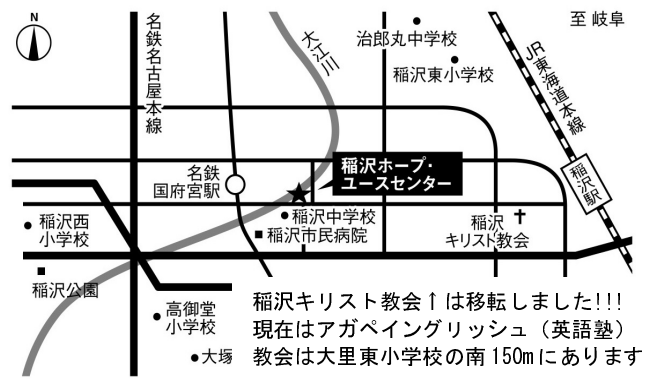 N
至 岐阜
名鉄名古屋本線
大江川
治郎丸中学校
稲沢東小学校
JR東海道本線
稲沢ホープ・
ユースセンター
名鉄
国府宮駅
稲沢駅
稲沢中学校
稲沢市民病院
稲沢
キリスト教会
稲沢西
小学校
稲沢公園
高御堂
小学校
大塚
稲沢キリスト教会↑は移転しました!!!
現在はアガペイングリッシュ（英語塾）
教会は大里東小学校の南150mにあります